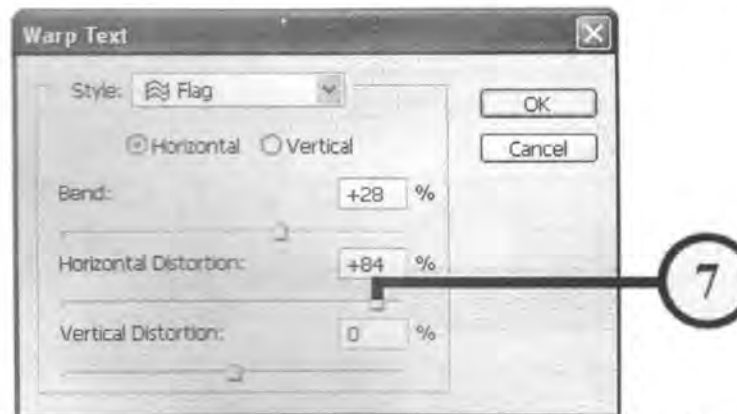 Warp Text
Style: Flag
OK
Horizontal Vertical
Cancel
Bend: +28 %
Horizontal Distortion: +84 %
7
Vertical Distortion: 0 %